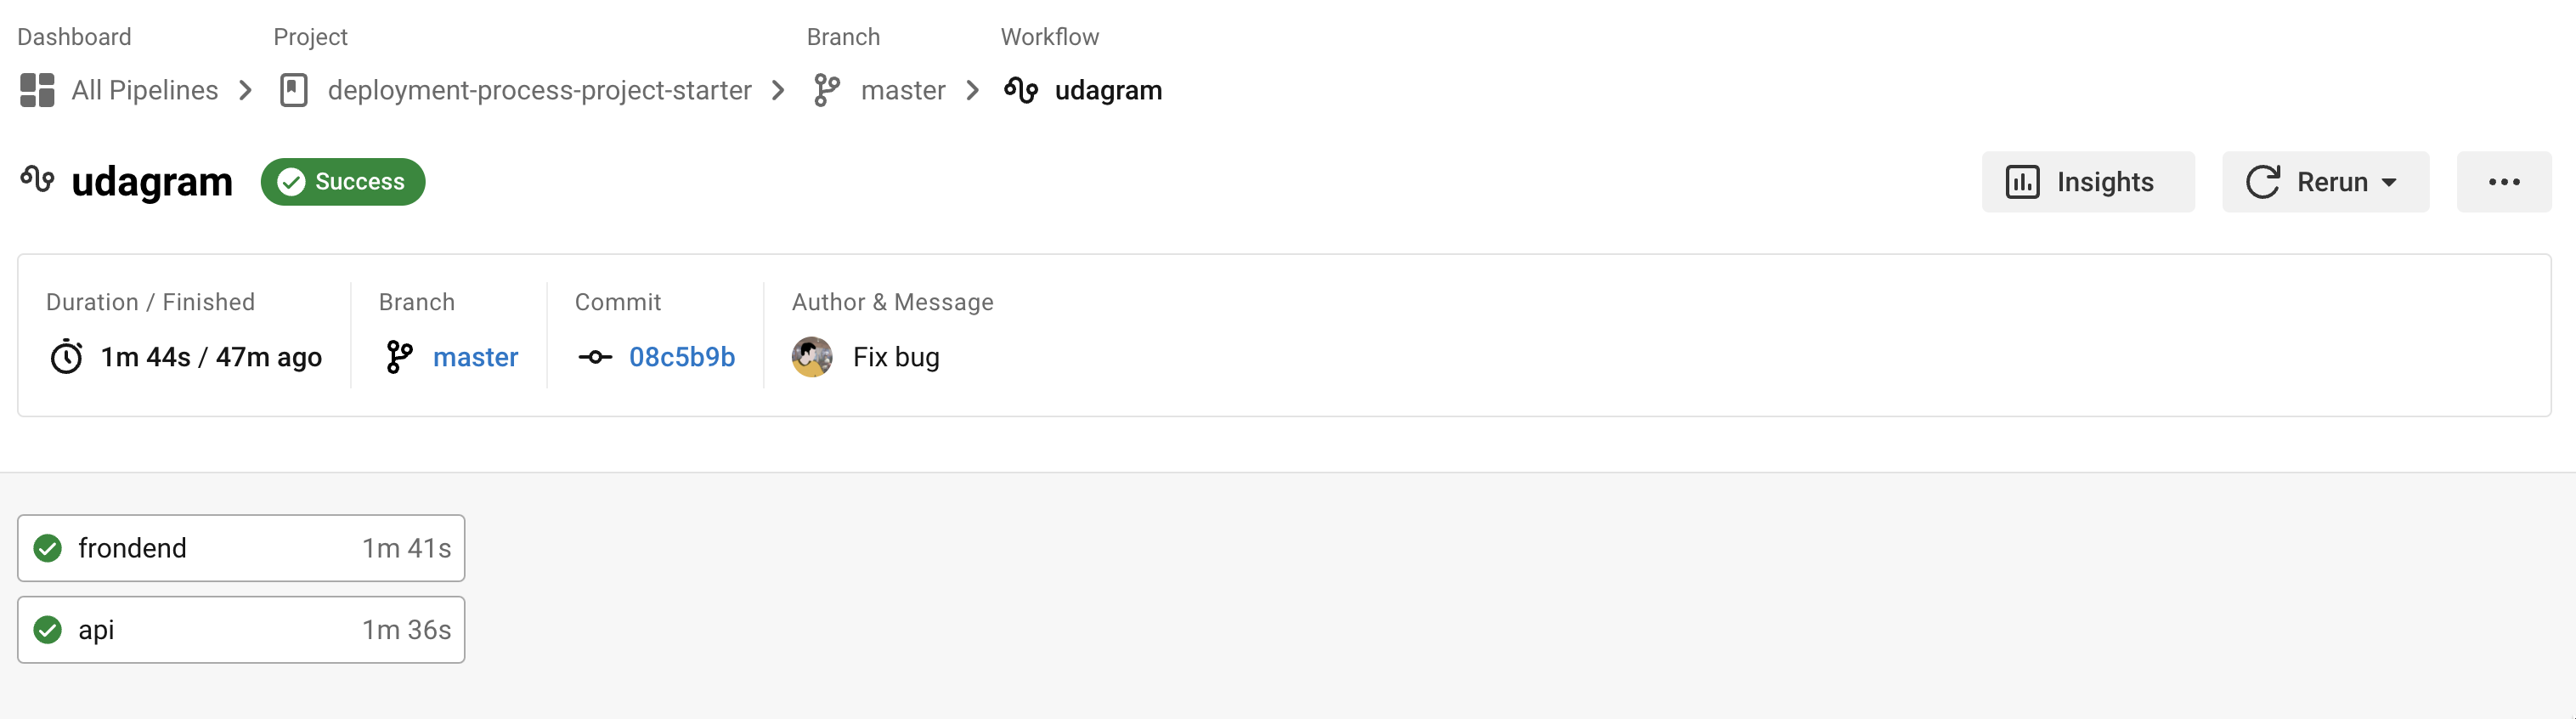 Dashboard Project Branch Workflow
All Pipelines deployment-process-project-starter master udagram
udagram Success Insights Rerun
Duration / Finished Branch Commit Author & Message
1m 44s / 47m ago master 08c5b9b Fix bug
frondend 1m 41s
api 1m 36s